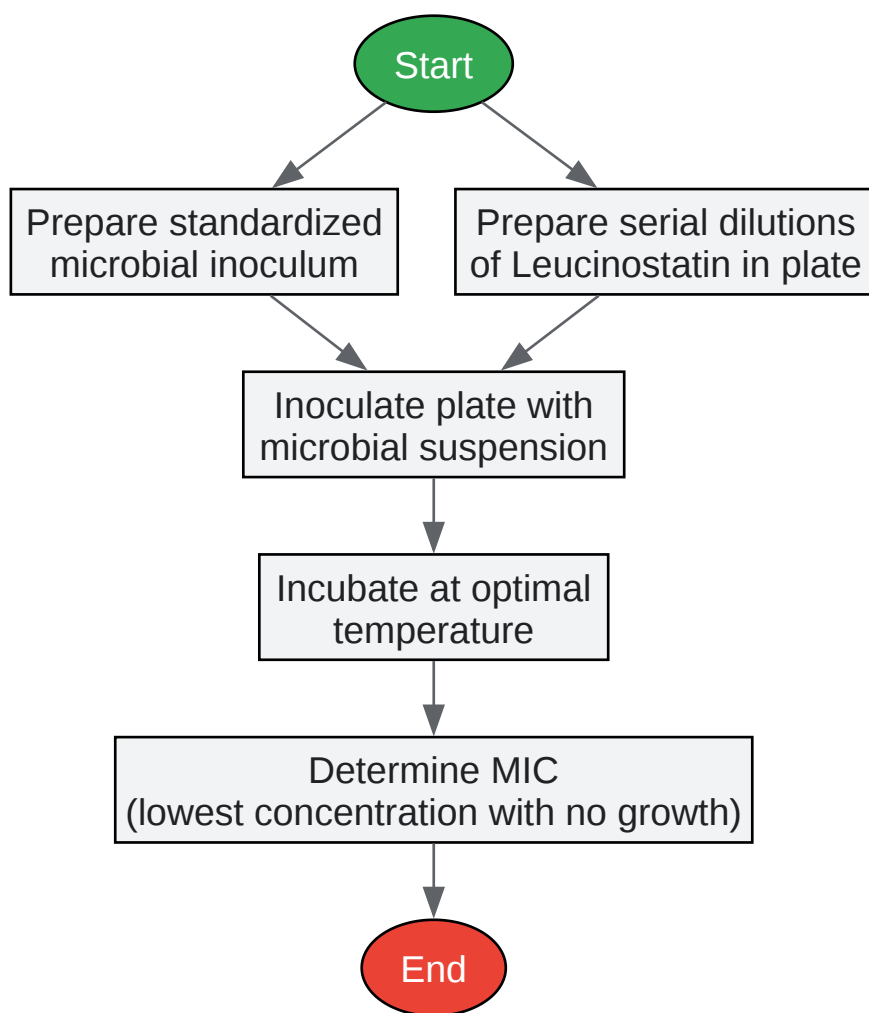 Start
Prepare standardized
microbial inoculum
Prepare serial dilutions
of Leucinostatin in plate
Inoculate plate with
microbial suspension
Incubate at optimal
temperature
Determine MIC
(lowest concentration with no growth)
End